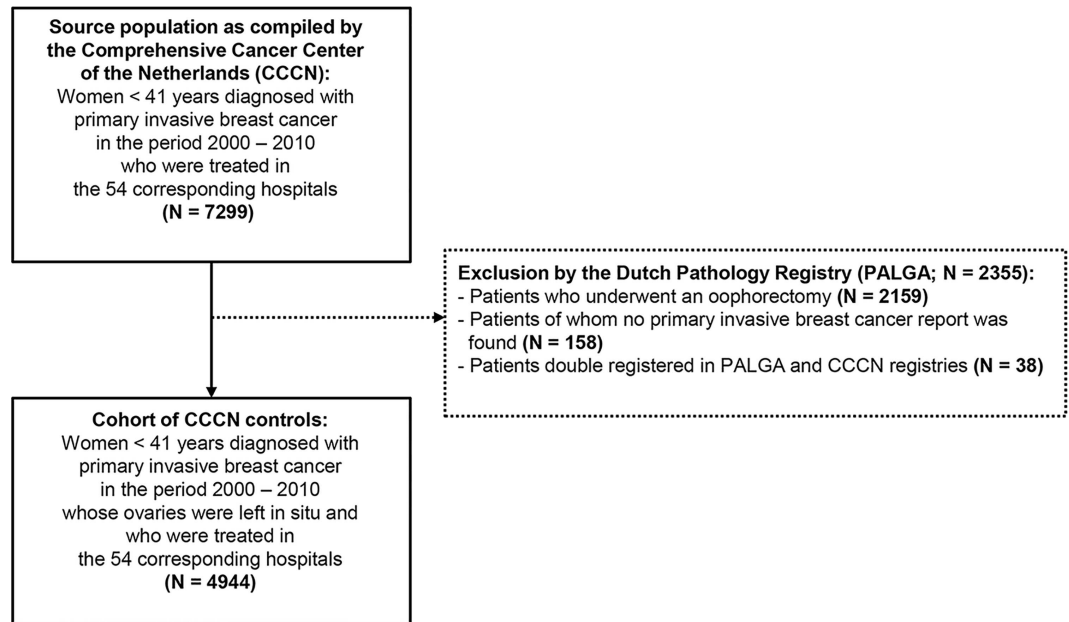 Source population as compiled by
the Comprehensive Cancer Center
of the Netherlands (CCCN):
Women < 41 years diagnosed with
primary invasive breast cancer
in the period 2000 – 2010
who were treated in
the 54 corresponding hospitals
(N = 7299)
Exclusion by the Dutch Pathology Registry (PALGA; N = 2355):
- Patients who underwent an oophorectomy (N = 2159)
- Patients of whom no primary invasive breast cancer report was
found (N = 158)
- Patients double registered in PALGA and CCCN registries (N = 38)
Cohort of CCCN controls:
Women < 41 years diagnosed with
primary invasive breast cancer
in the period 2000 – 2010
whose ovaries were left in situ and
who were treated in
the 54 corresponding hospitals
(N = 4944)